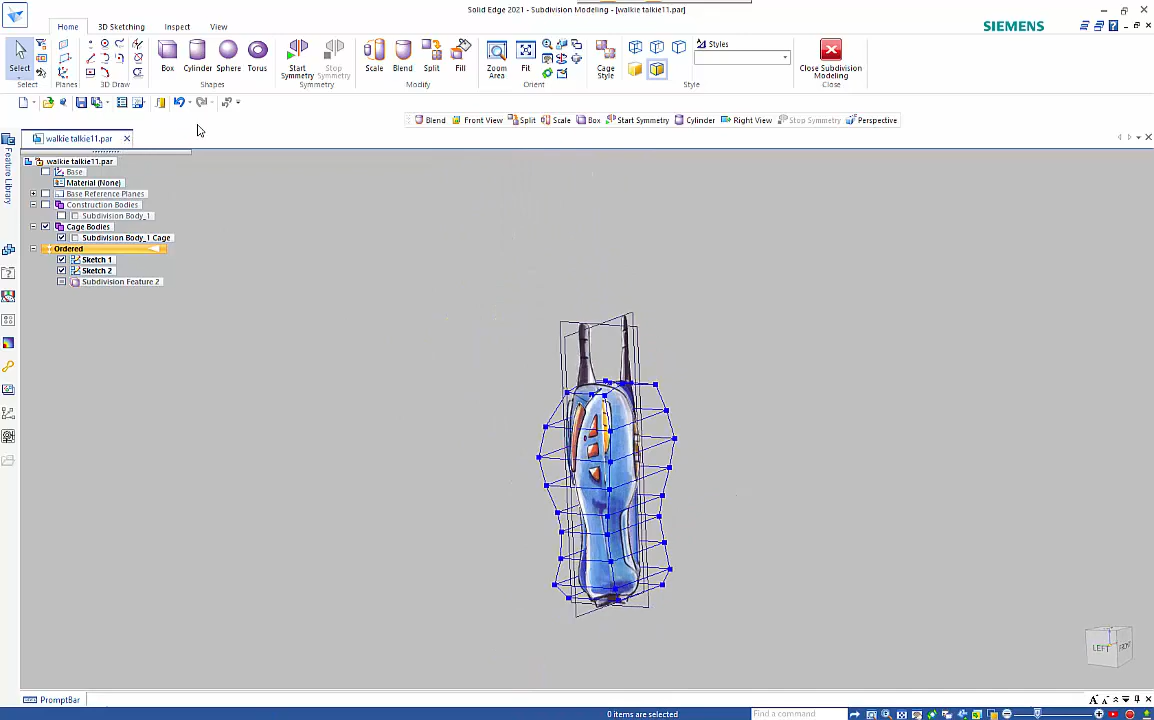 Solid Edge 2021 - Subdivision Modeling - [walkie talkie11.par]
Home 3D Sketching Inspect View
SIEMENS
Select
Box Cylinder Sphere Torus
Start Symmetry Stop Symmetry
Scale Blend Split Fill
Zoom Area Fit
Cage Style
Styles
Close Subdivision Modeling
Select Planes 3D Draw Shapes Symmetry Modify Orient Style Close
Blend Front View Split Scale Box Start Symmetry Cylinder Right View Stop Symmetry Perspective
walkie talkie11.par
Feature Library
walkie talkie11.par
Base
Material (None)
Base Reference Planes
Construction Bodies
Subdivision Body_1
Cage Bodies
Subdivision Body_1 Cage
Ordered
Sketch 1
Sketch 2
Subdivision Feature 2
LEFT FRONT
PromptBar
0 items are selected
Find a command